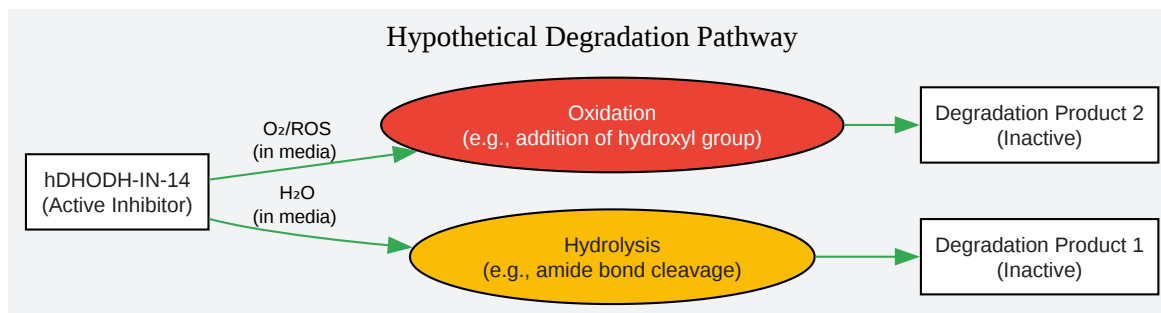 Hypothetical Degradation Pathway
hDHODH-IN-14
(Active Inhibitor)
O₂/ROS
(in media)
H₂O
(in media)
Oxidation
(e.g., addition of hydroxyl group)
Hydrolysis
(e.g., amide bond cleavage)
Degradation Product 2
(Inactive)
Degradation Product 1
(Inactive)